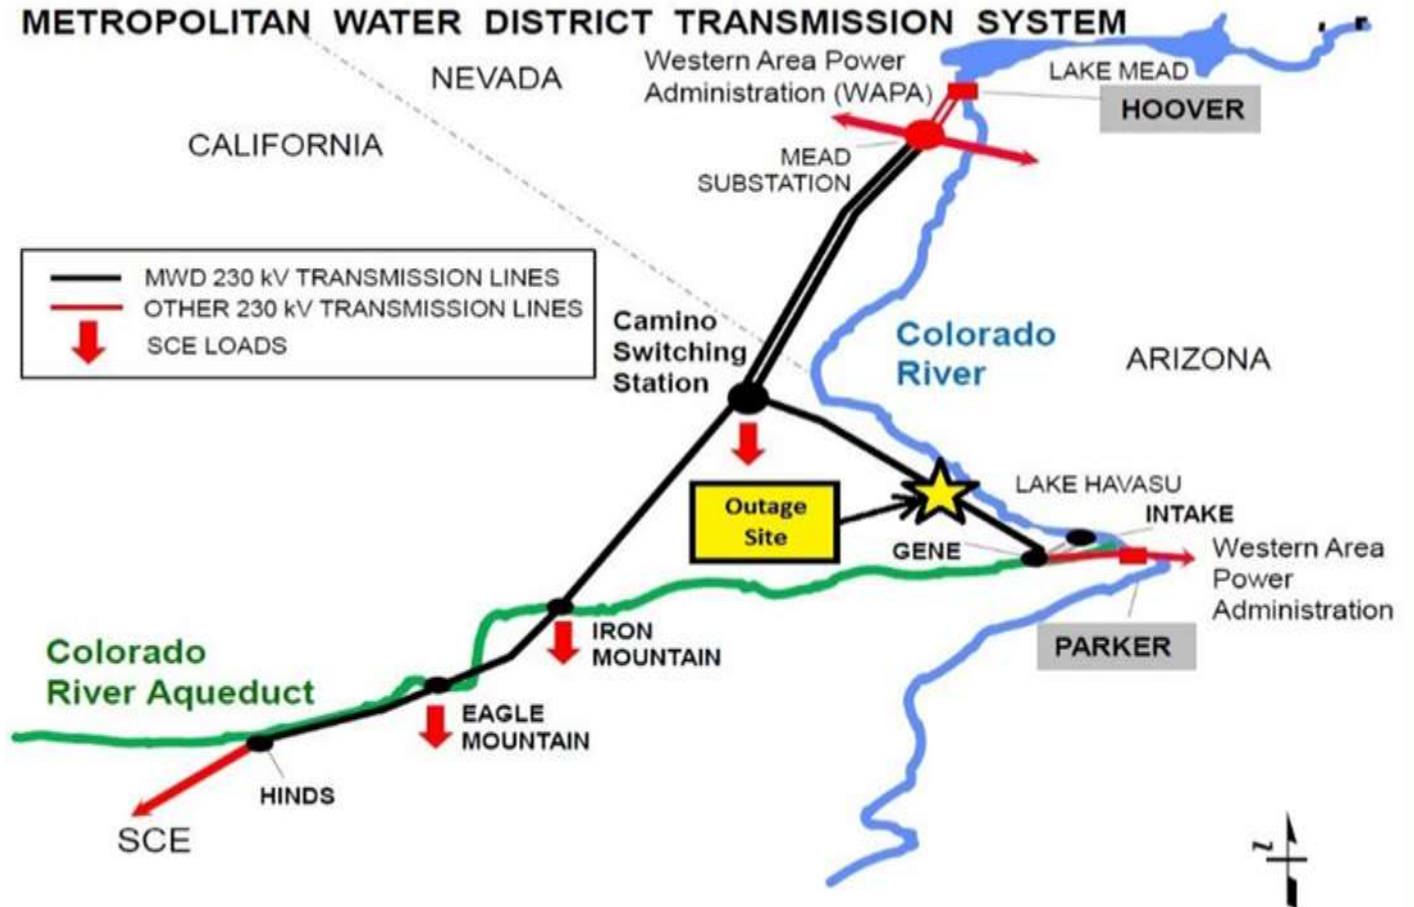 METROPOLITAN WATER DISTRICT TRANSMISSION SYSTEM
NEVADA
Western Area Power
Administration (WAPA)
LAKE MEAD
HOOVER
CALIFORNIA
MEAD
SUBSTATION
MWD 230 kV TRANSMISSION LINES
OTHER 230 kV TRANSMISSION LINES
SCE LOADS
Camino
Switching
Station
Colorado
River
ARIZONA
Outage
Site
LAKE HAVASU
INTAKE
GENE
Western Area
Power
Administration
PARKER
IRON
MOUNTAIN
Colorado
River Aqueduct
EAGLE
MOUNTAIN
HINDS
SCE